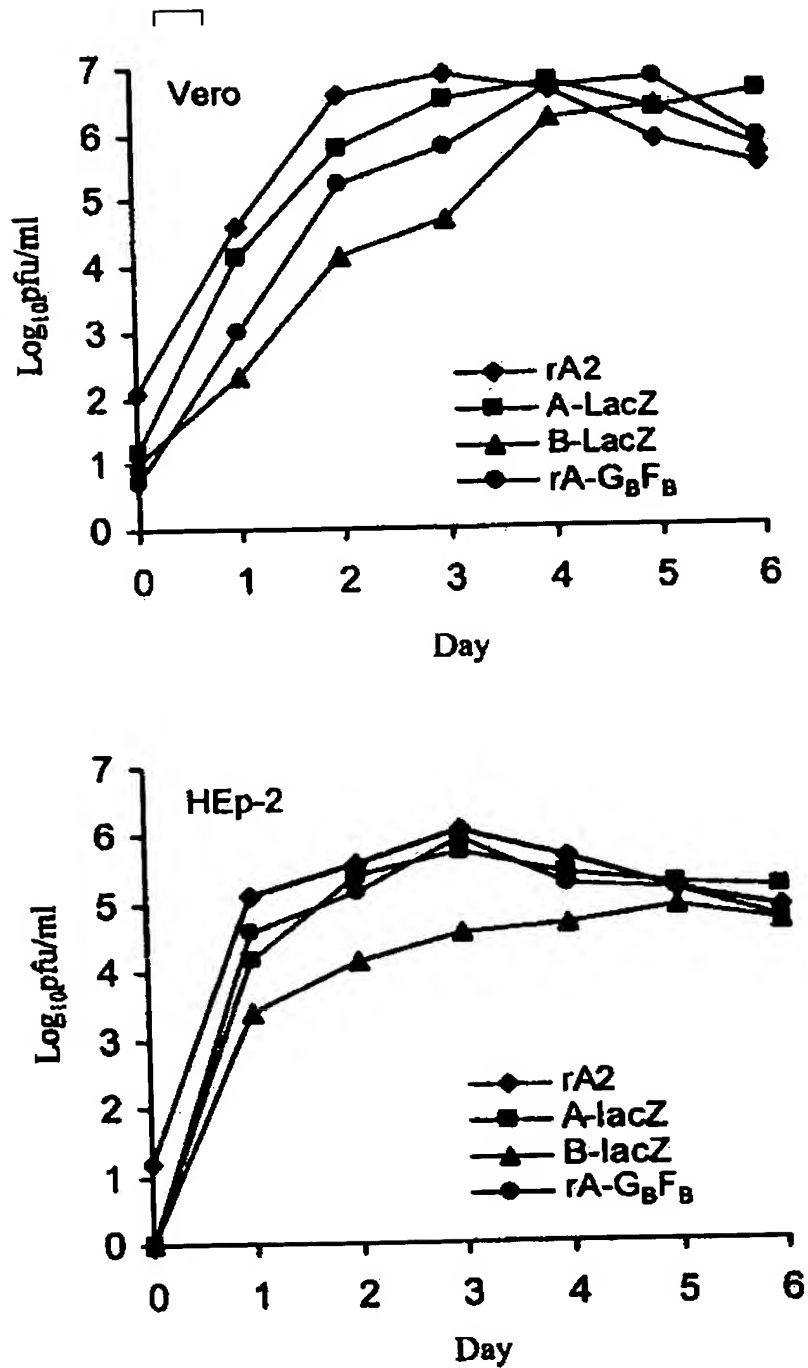 7
Vero
6
5
4
3
2
1
0
Log₁₀pfu/ml
rA2
A-LacZ
B-LacZ
rA-G_BF_B
0 1 2 3 4 5 6
Day
7
HEp-2
6
5
4
3
2
1
0
Log₁₀pfu/ml
rA2
A-lacZ
B-lacZ
rA-G_BF_B
0 1 2 3 4 5 6
Day